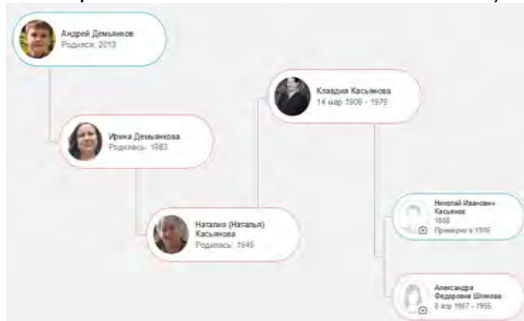 Андрей Демьянков
Родился: 2013
Клавдия Касьянова
14 мар 1909 - 1979
Ирина Демьянкова
Родилась: 1983
Николай Иванович
Касьянов
1888
Примерно в 1916
Наталия (Наталья)
Касьянова
Родилась: 1945
Александра
Федоровна Шлякова
8 апр 1887 - 1955